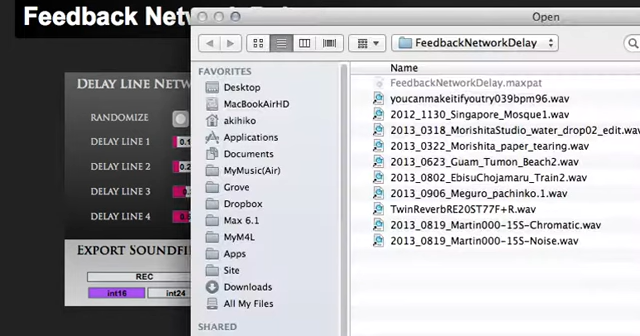 Feedback Network
Open
FeedbackNetworkDelay
FAVORITES
Desktop
MacBookAirHD
akihiko
Applications
Documents
MyMusic(Air)
Grove
Dropbox
Max 6.1
MyM4L
Apps
Site
Downloads
All My Files
SHARED
Name
FeedbackNetworkDelay.maxpat
youcanmakeitifyoutry039bpm96.wav
2012_1130_Singapore_Mosque1.wav
2013_0318_MorishitaStudio_water_drop02_edit.wav
2013_0322_Morishita_paper_tearing.wav
2013_0623_Guam_Tumon_Beach2.wav
2013_0802_EbisuChojamaru_Train2.wav
2013_0906_Meguro_pachinko.1.wav
TwinReverbRE20ST77F+R.wav
2013_0819_Martin000-15S-Chromatic.wav
2013_0819_Martin000-15S-Noise.wav
DELAY LINE NETW
RANDOMIZE
DELAY LINE 1
DELAY LINE 2
DELAY LINE 3
DELAY LINE 4
EXPORT SOUNDFI
REC
int16 int24